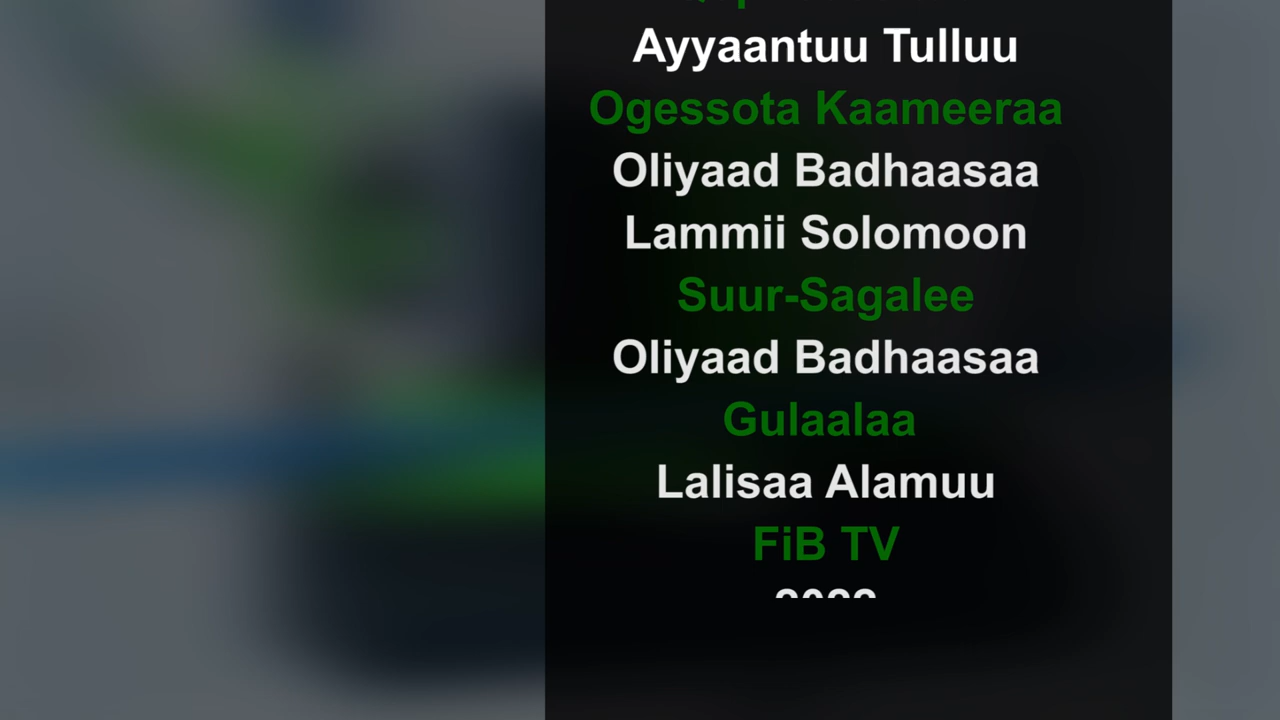 Ayyaantuu Tulluu
Ogessota Kaameeraa
Oliyaad Badhaasaa
Lammii Solomoon
Suur-Sagalee
Oliyaad Badhaasaa
Gulaalaa
Lalisaa Alamuu
FiB TV